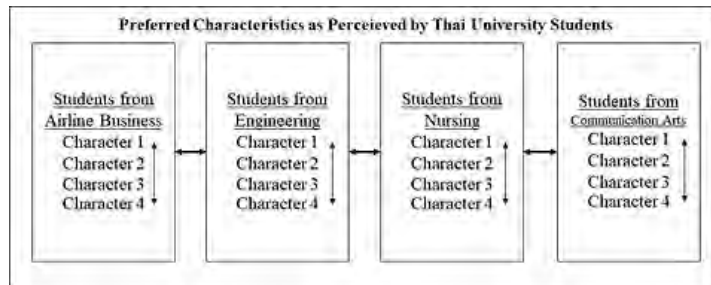 Preferred Characteristics as Perceieved by Thai University Students
Students from
Airline Business
Character 1
Character 2
Character 3
Character 4
Students from
Engineering
Character 1
Character 2
Character 3
Character 4
Students from
Nursing
Character 1
Character 2
Character 3
Character 4
Students from
Communication Arts
Character 1
Character 2
Character 3
Character 4